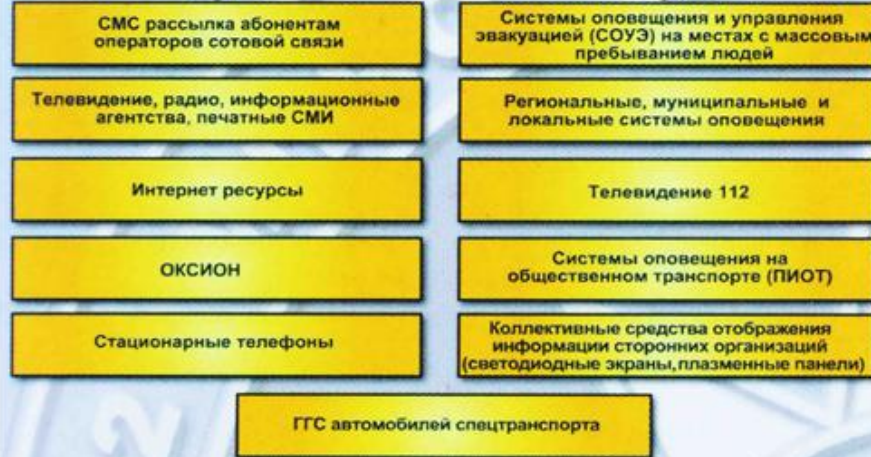 СМС рассылка абонентам
операторов сотовой связи
Системы оповещения и управления
эвакуацией (СОУЭ) на местах с массовым
пребыванием людей
Телевидение, радио, информационные
агентства, печатные СМИ
Региональные, муниципальные и
локальные системы оповещения
Интернет ресурсы
Телевидение 112
ОКСИОН
Системы оповещения на
общественном транспорте (ПИОТ)
Стационарные телефоны
Коллективные средства отображения
информации сторонних организаций
(светодиодные экраны,плазменные панели)
ГГС автомобилей спецтранспорта